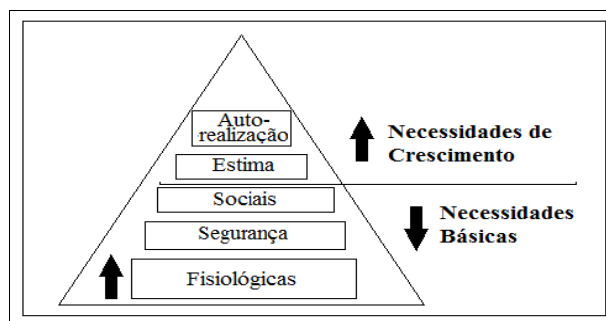 Auto-
realização
Necessidades de
Crescimento
Estima
Sociais
Necessidades
Básicas
Segurança
Fisiológicas